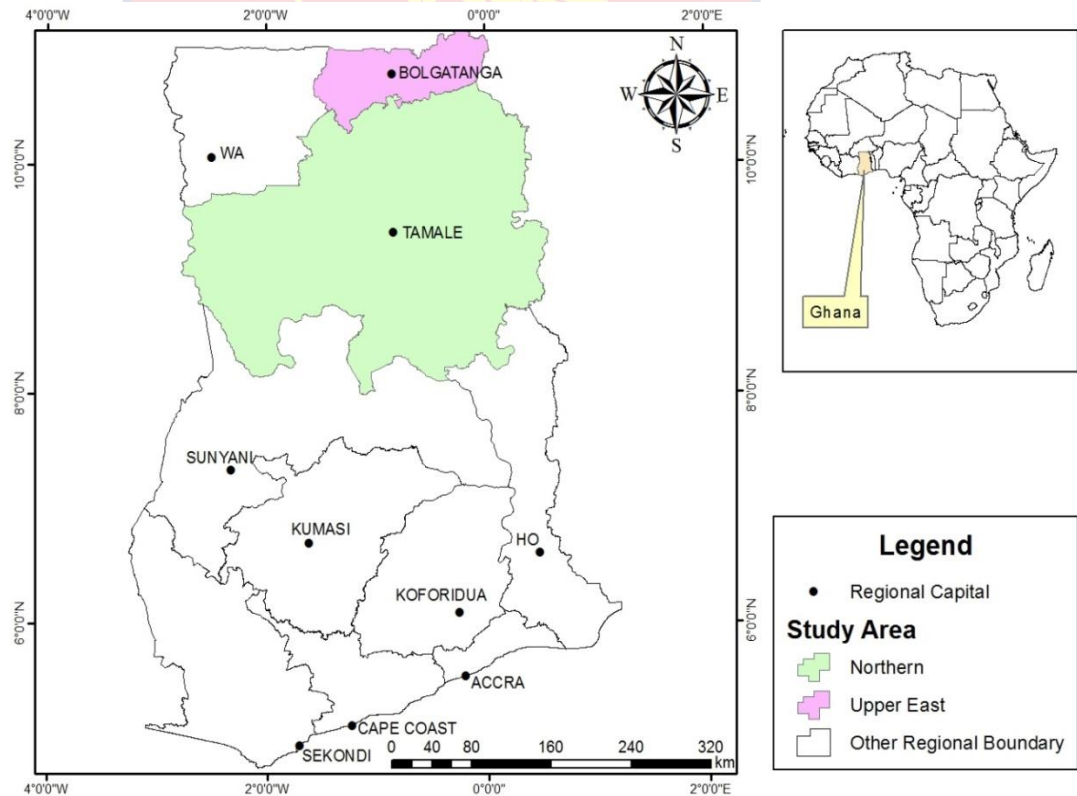 4°0'0"W 2°0'0"W 0°0'0" 2°0'0"E
N
W E
S
BOLGATANGA
WA
10°0'0"N 10°0'0"N
TAMALE
Ghana
8°0'0"N 8°0'0"N
SUNYANI
KUMASI
HO
KOFORIDUA
6°0'0"N 6°0'0"N
ACCRA
CAPE COAST
SEKONDI
0 40 80 160 240 320
km
4°0'0"W 2°0'0"W 0°0'0" 2°0'0"E
Legend
Regional Capital
Study Area
Northern
Upper East
Other Regional Boundary